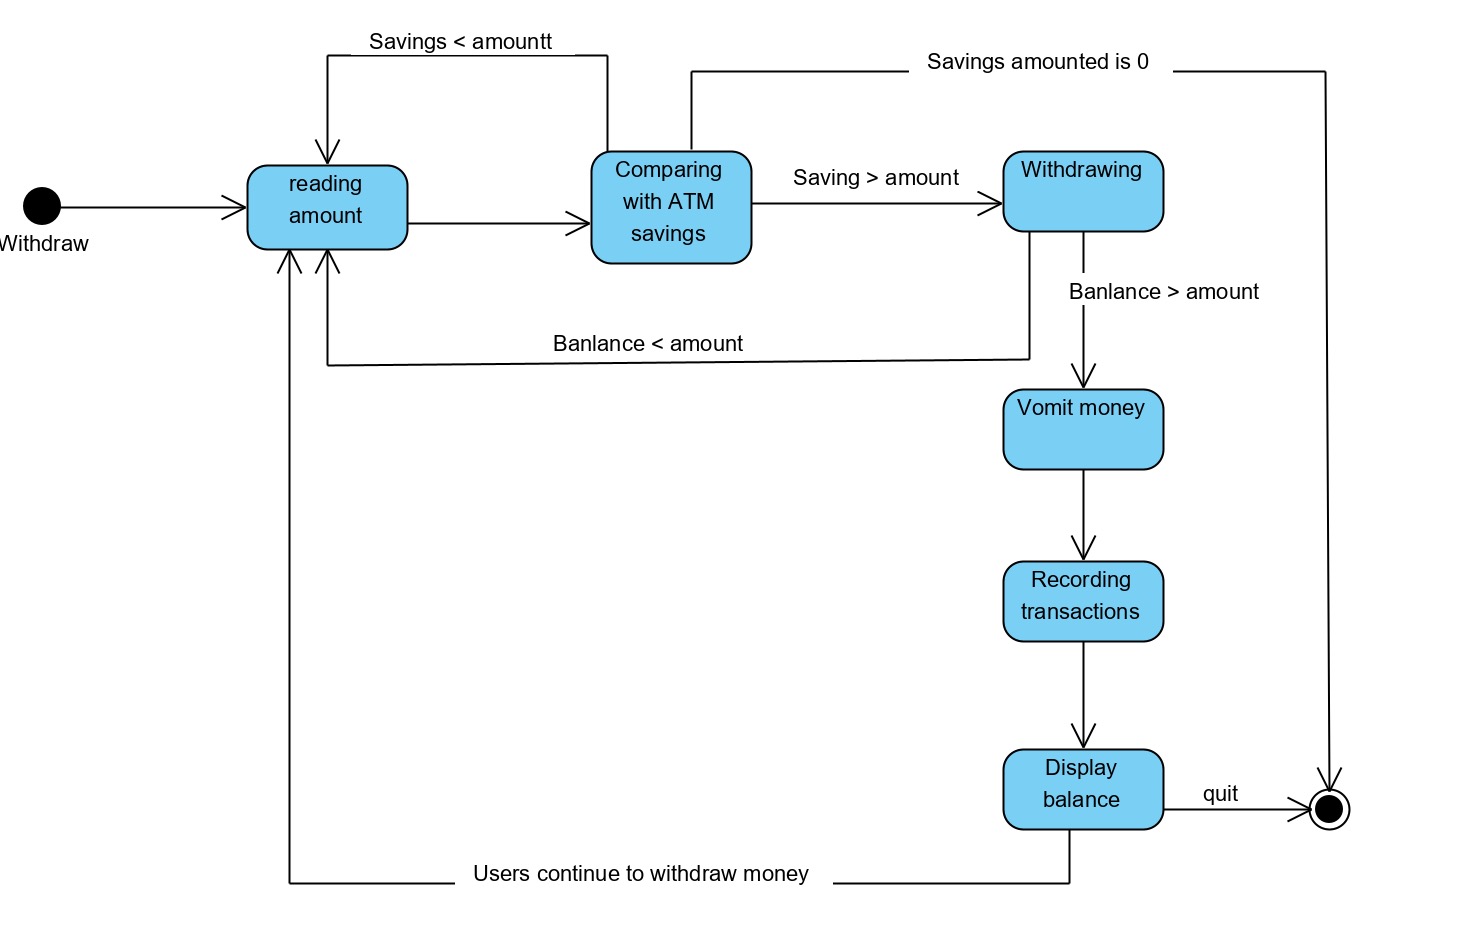 Savings < amountt
Savings amounted is 0
reading
amount
Comparing
with ATM
savings
Saving > amount
Withdrawing
Withdraw
Banlance > amount
Banlance < amount
Vomit money
Recording
transactions
Display
balance
quit
Users continue to withdraw money